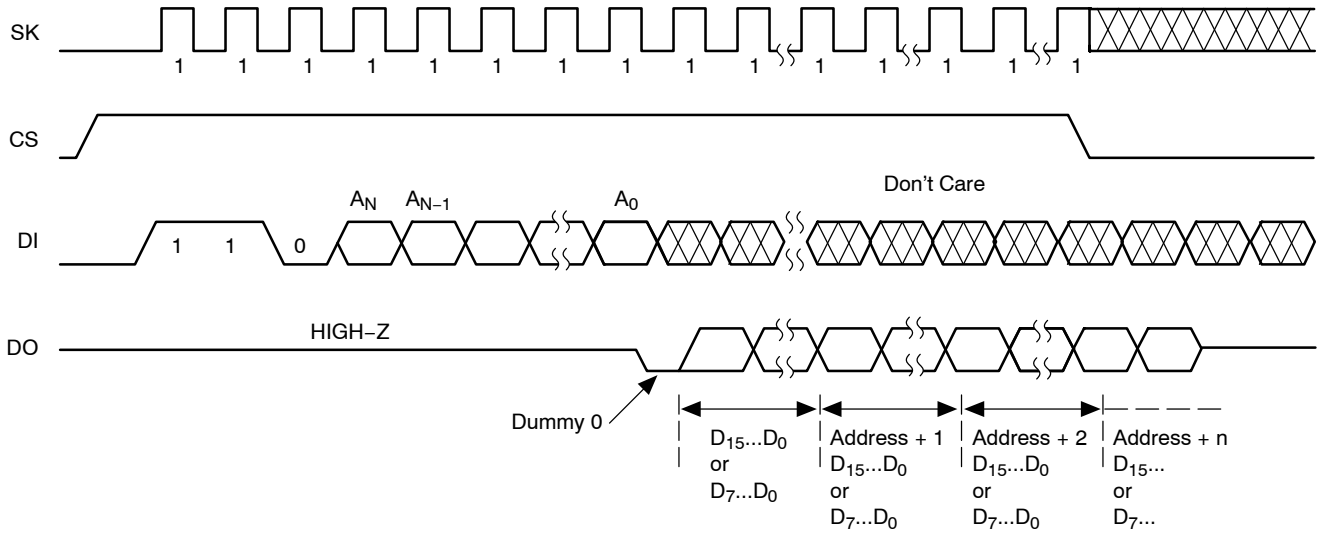 SK
1 1 1 1 1 1 1 1 1 1 1 1 1 1 1
CS
Don't Care
A_N A_N–1 A_0
DI
1 1 0
HIGH–Z
DO
Dummy 0
D15...D0
or
D7...D0
Address + 1
D15...D0
or
D7...D0
Address + 2
D15...D0
or
D7...D0
Address + n
D15...
or
D7...